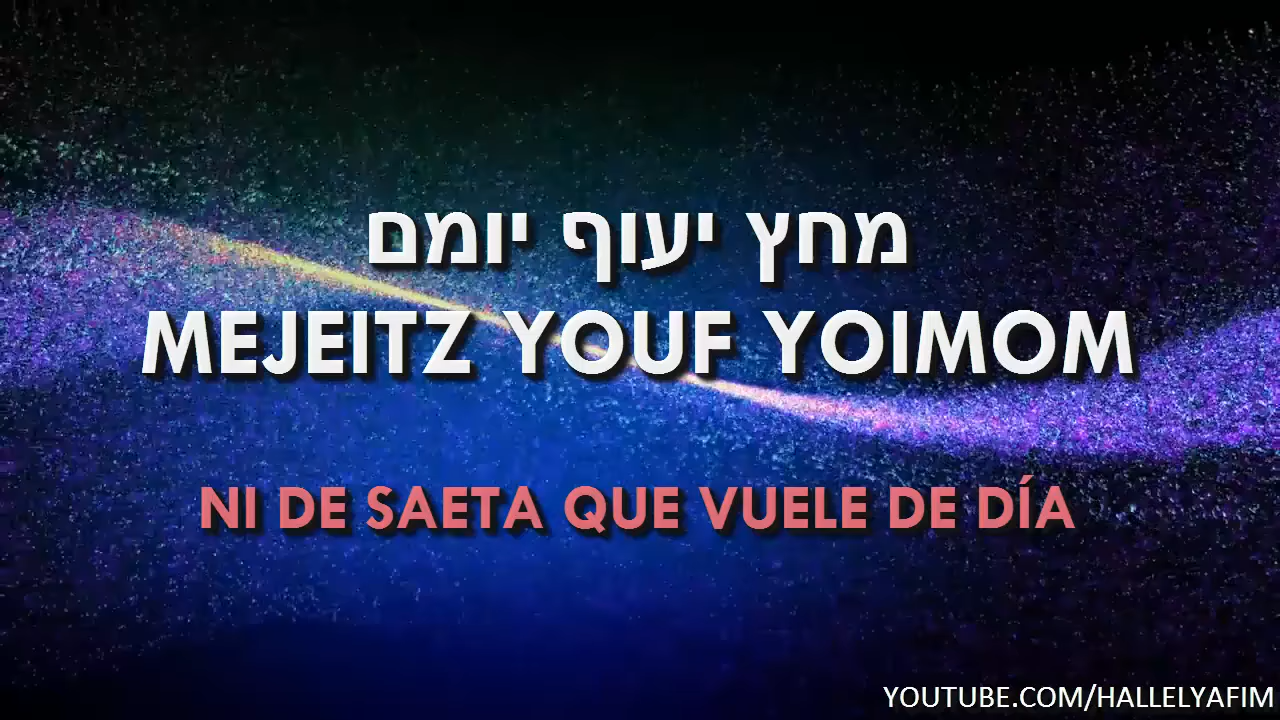 מחץ יעוף יומם
MEJEITZ YOUF YOIMOM
NI DE SAETA QUE VUELE DE DÍA
YOUTUBE.COM/HALLELYAFIM